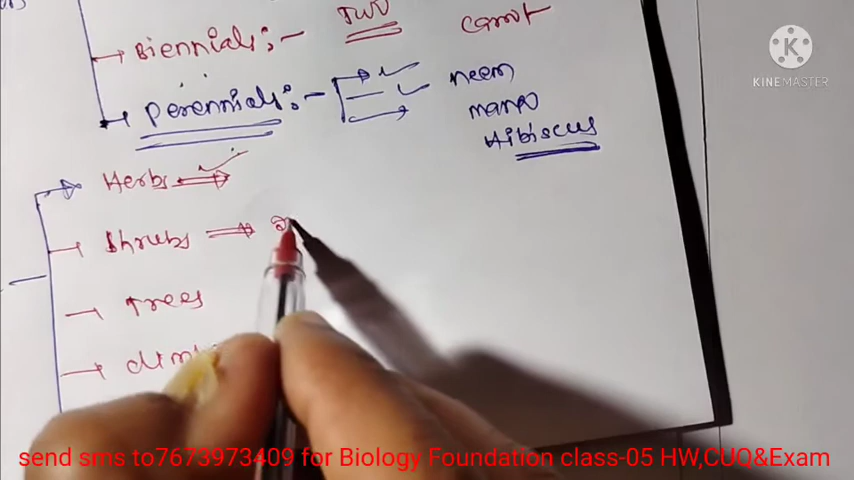 TWO
Biennials :- Carrot
Perennials :- neem
mango
Hibiscus
Herbs
Shrubs
Trees
KINEMASTER
send sms to7673973409 for Biology Foundation class-05 HW,CUQ&Exam